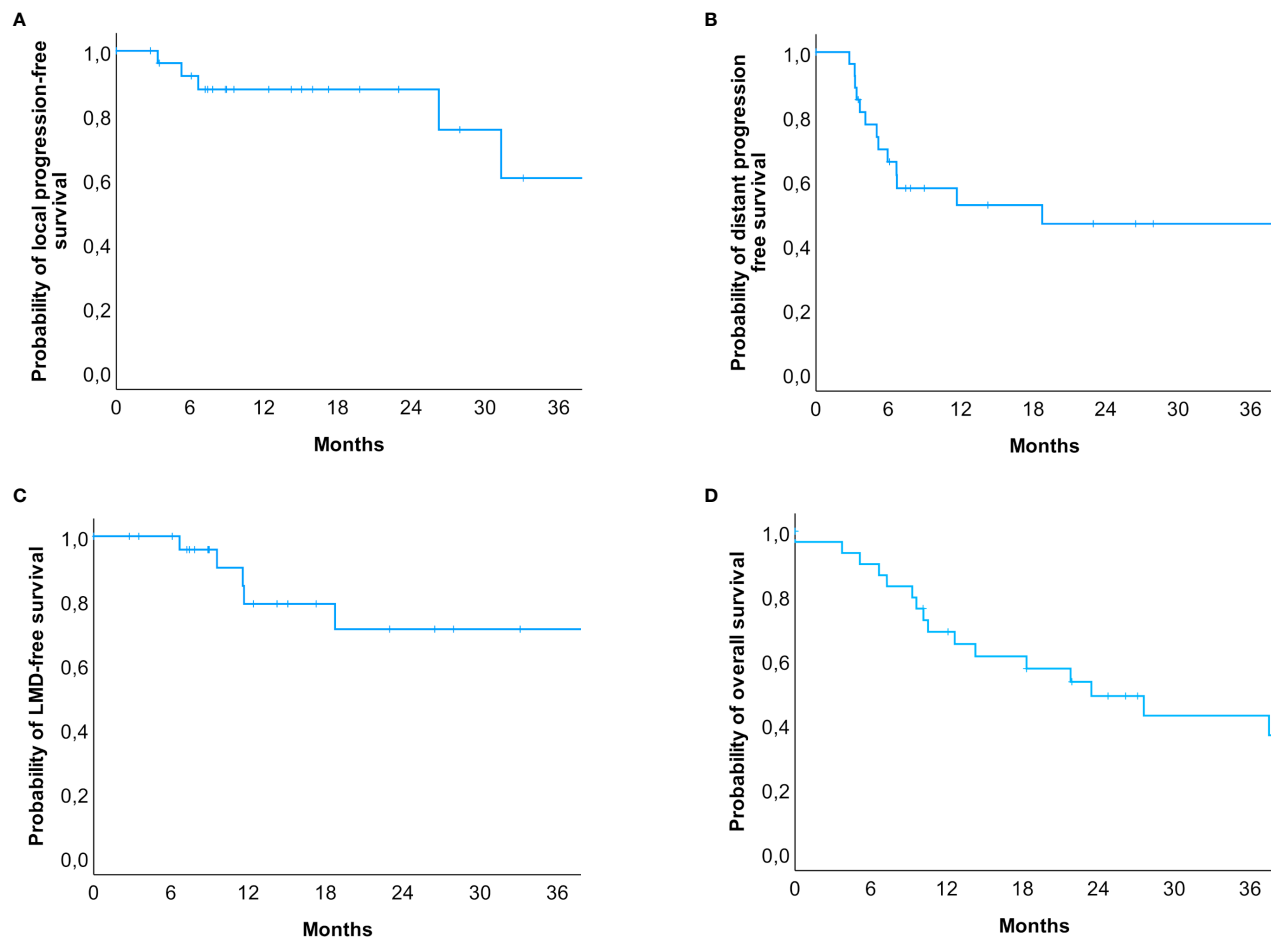 A
Probability of local progression-free
survival
1,0
0,8
0,6
0,4
0,2
0,0
0 6 12 18 24 30 36
Months
B
Probability of distant progression
free survival
1,0
0,8
0,6
0,4
0,2
0,0
0 6 12 18 24 30 36
Months
C
Probability of LMD-free survival
1,0
0,8
0,6
0,4
0,2
0,0
0 6 12 18 24 30 36
Months
D
Probability of overall survival
1,0
0,8
0,6
0,4
0,2
0,0
0 6 12 18 24 30 36
Months